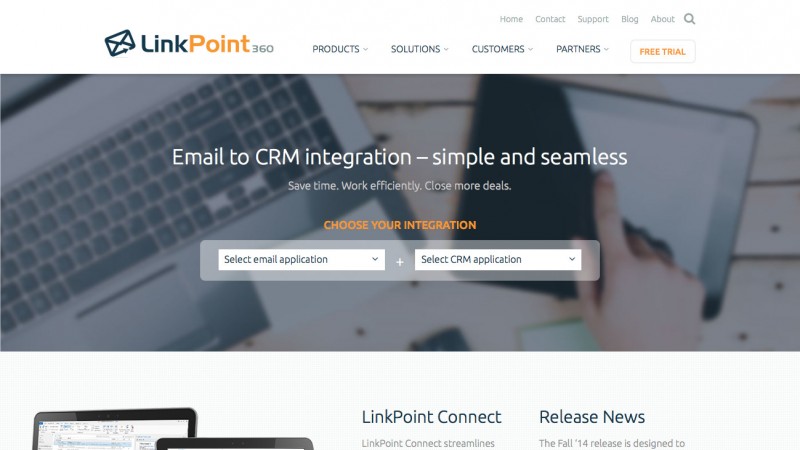 Home Contact Support Blog About
LinkPoint360
PRODUCTS SOLUTIONS CUSTOMERS PARTNERS FREE TRIAL
Email to CRM integration – simple and seamless
Save time. Work efficiently. Close more deals.
CHOOSE YOUR INTEGRATION
Select email application + Select CRM application
LinkPoint Connect
LinkPoint Connect streamlines
Release News
The Fall '14 release is designed to